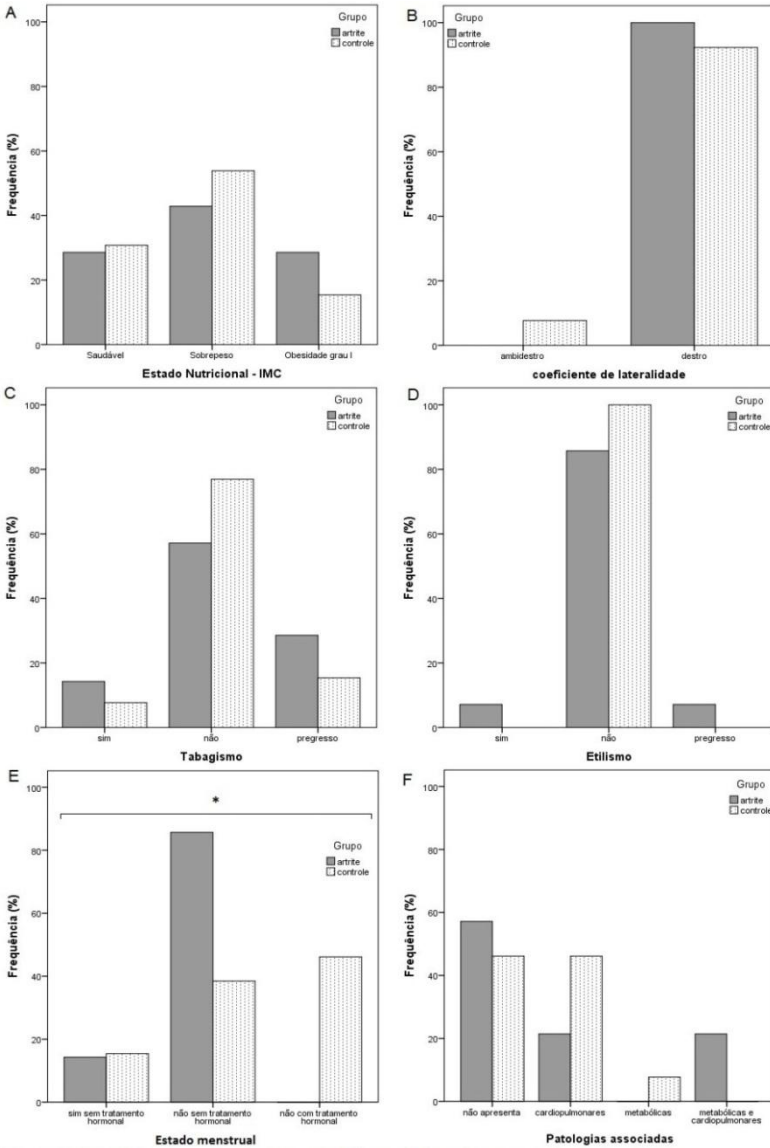 A
Grupo
artrite
controle
Frequência (%)
100
80
60
40
20
0
Saudável
Sobrepeso
Obesidade grau I
Estado Nutricional - IMC
B
Grupo
artrite
controle
Frequência (%)
100
80
60
40
20
0
ambidestro
destro
coeficiente de lateralidade
C
Grupo
artrite
controle
Frequência (%)
100
80
60
40
20
0
sim
não
pregresso
Tabagismo
D
Grupo
artrite
controle
Frequência (%)
100
80
60
40
20
0
sim
não
pregresso
Etilismo
E
*
Grupo
artrite
controle
Frequência (%)
100
80
60
40
20
0
sim sem tratamento
hormonal
não sem tratamento
hormonal
não com tratamento
hormonal
Estado menstrual
F
Grupo
artrite
controle
Frequência (%)
100
80
60
40
20
0
não apresenta
cardiopulmonares
metabólicas
metabólicas e
cardiopulmonares
Patologias associadas